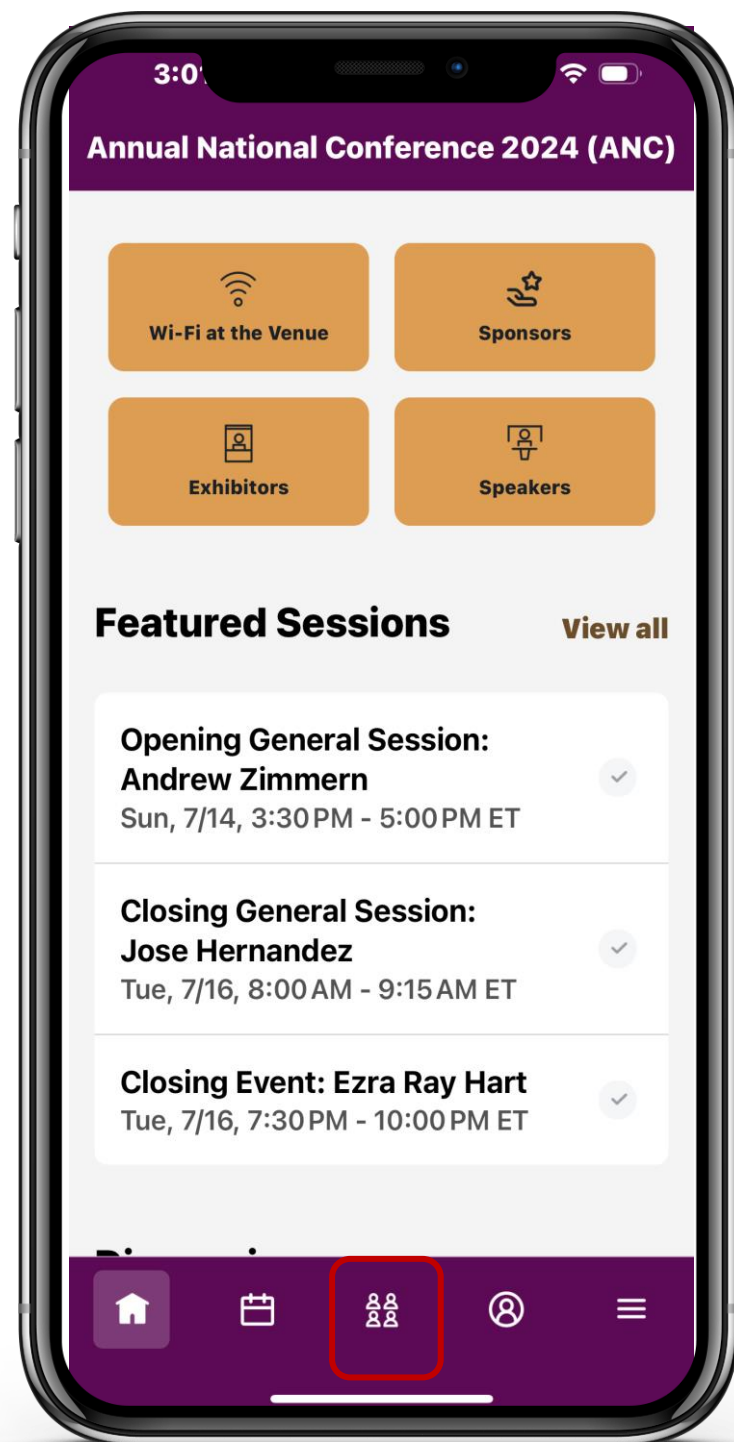 3:01
Annual National Conference 2024 (ANC)
Wi-Fi at the Venue
Sponsors
Exhibitors
Speakers
Featured Sessions
View all
Opening General Session:
Andrew Zimmern
Sun, 7/14, 3:30 PM - 5:00 PM ET
Closing General Session:
Jose Hernandez
Tue, 7/16, 8:00 AM - 9:15 AM ET
Closing Event: Ezra Ray Hart
Tue, 7/16, 7:30 PM - 10:00 PM ET